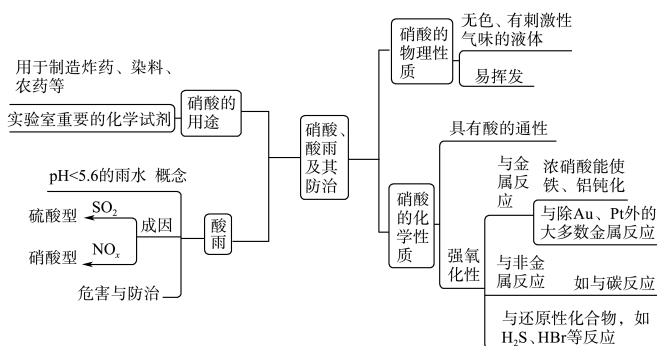 用于制造炸药、染料、
农药等
实验室重要的化学试剂
硝酸的
用途
pH<5.6的雨水 概念
硫酸型
SO₂
成因
硝酸型
NOₓ
危害与防治
酸
雨
硝酸、
酸雨
及其
防治
硝酸的
物理性
质
无色、有刺激性
气味的液体
易挥发
硝酸
的化
学性
质
具有酸的通性
强氧
化性
与金
属反
应
浓硝酸能使
铁、铝钝化
与除Au、Pt外的
大多数金属反应
与非金
属反应
如与碳反应
与还原性化合物，如
H₂S、HBr等反应